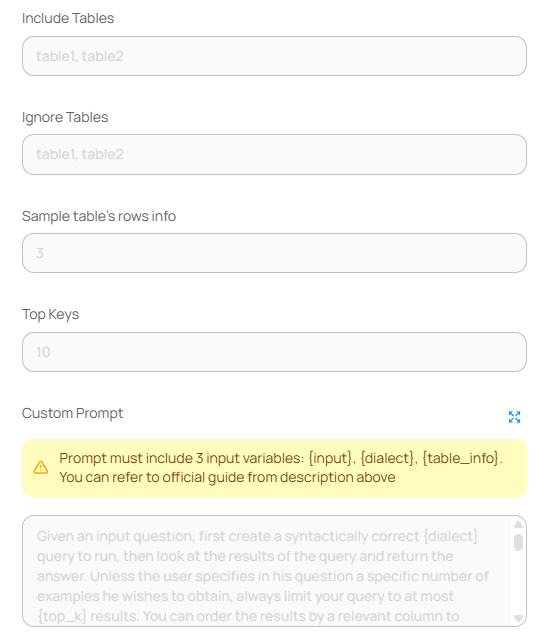 Include Tables
table1, table2
Ignore Tables
table1, table2
Sample table's rows info
3
Top Keys
10
Custom Prompt
Prompt must include 3 input variables: {input}, {dialect}, {table_info}.
You can refer to official guide from description above
Given an input question, first create a syntactically correct {dialect}
query to run, then look at the results of the query and return the
answer. Unless the user specifies in his question a specific number of
examples he wishes to obtain, always limit your query to at most
{top_k} results. You can order the results by a relevant column to